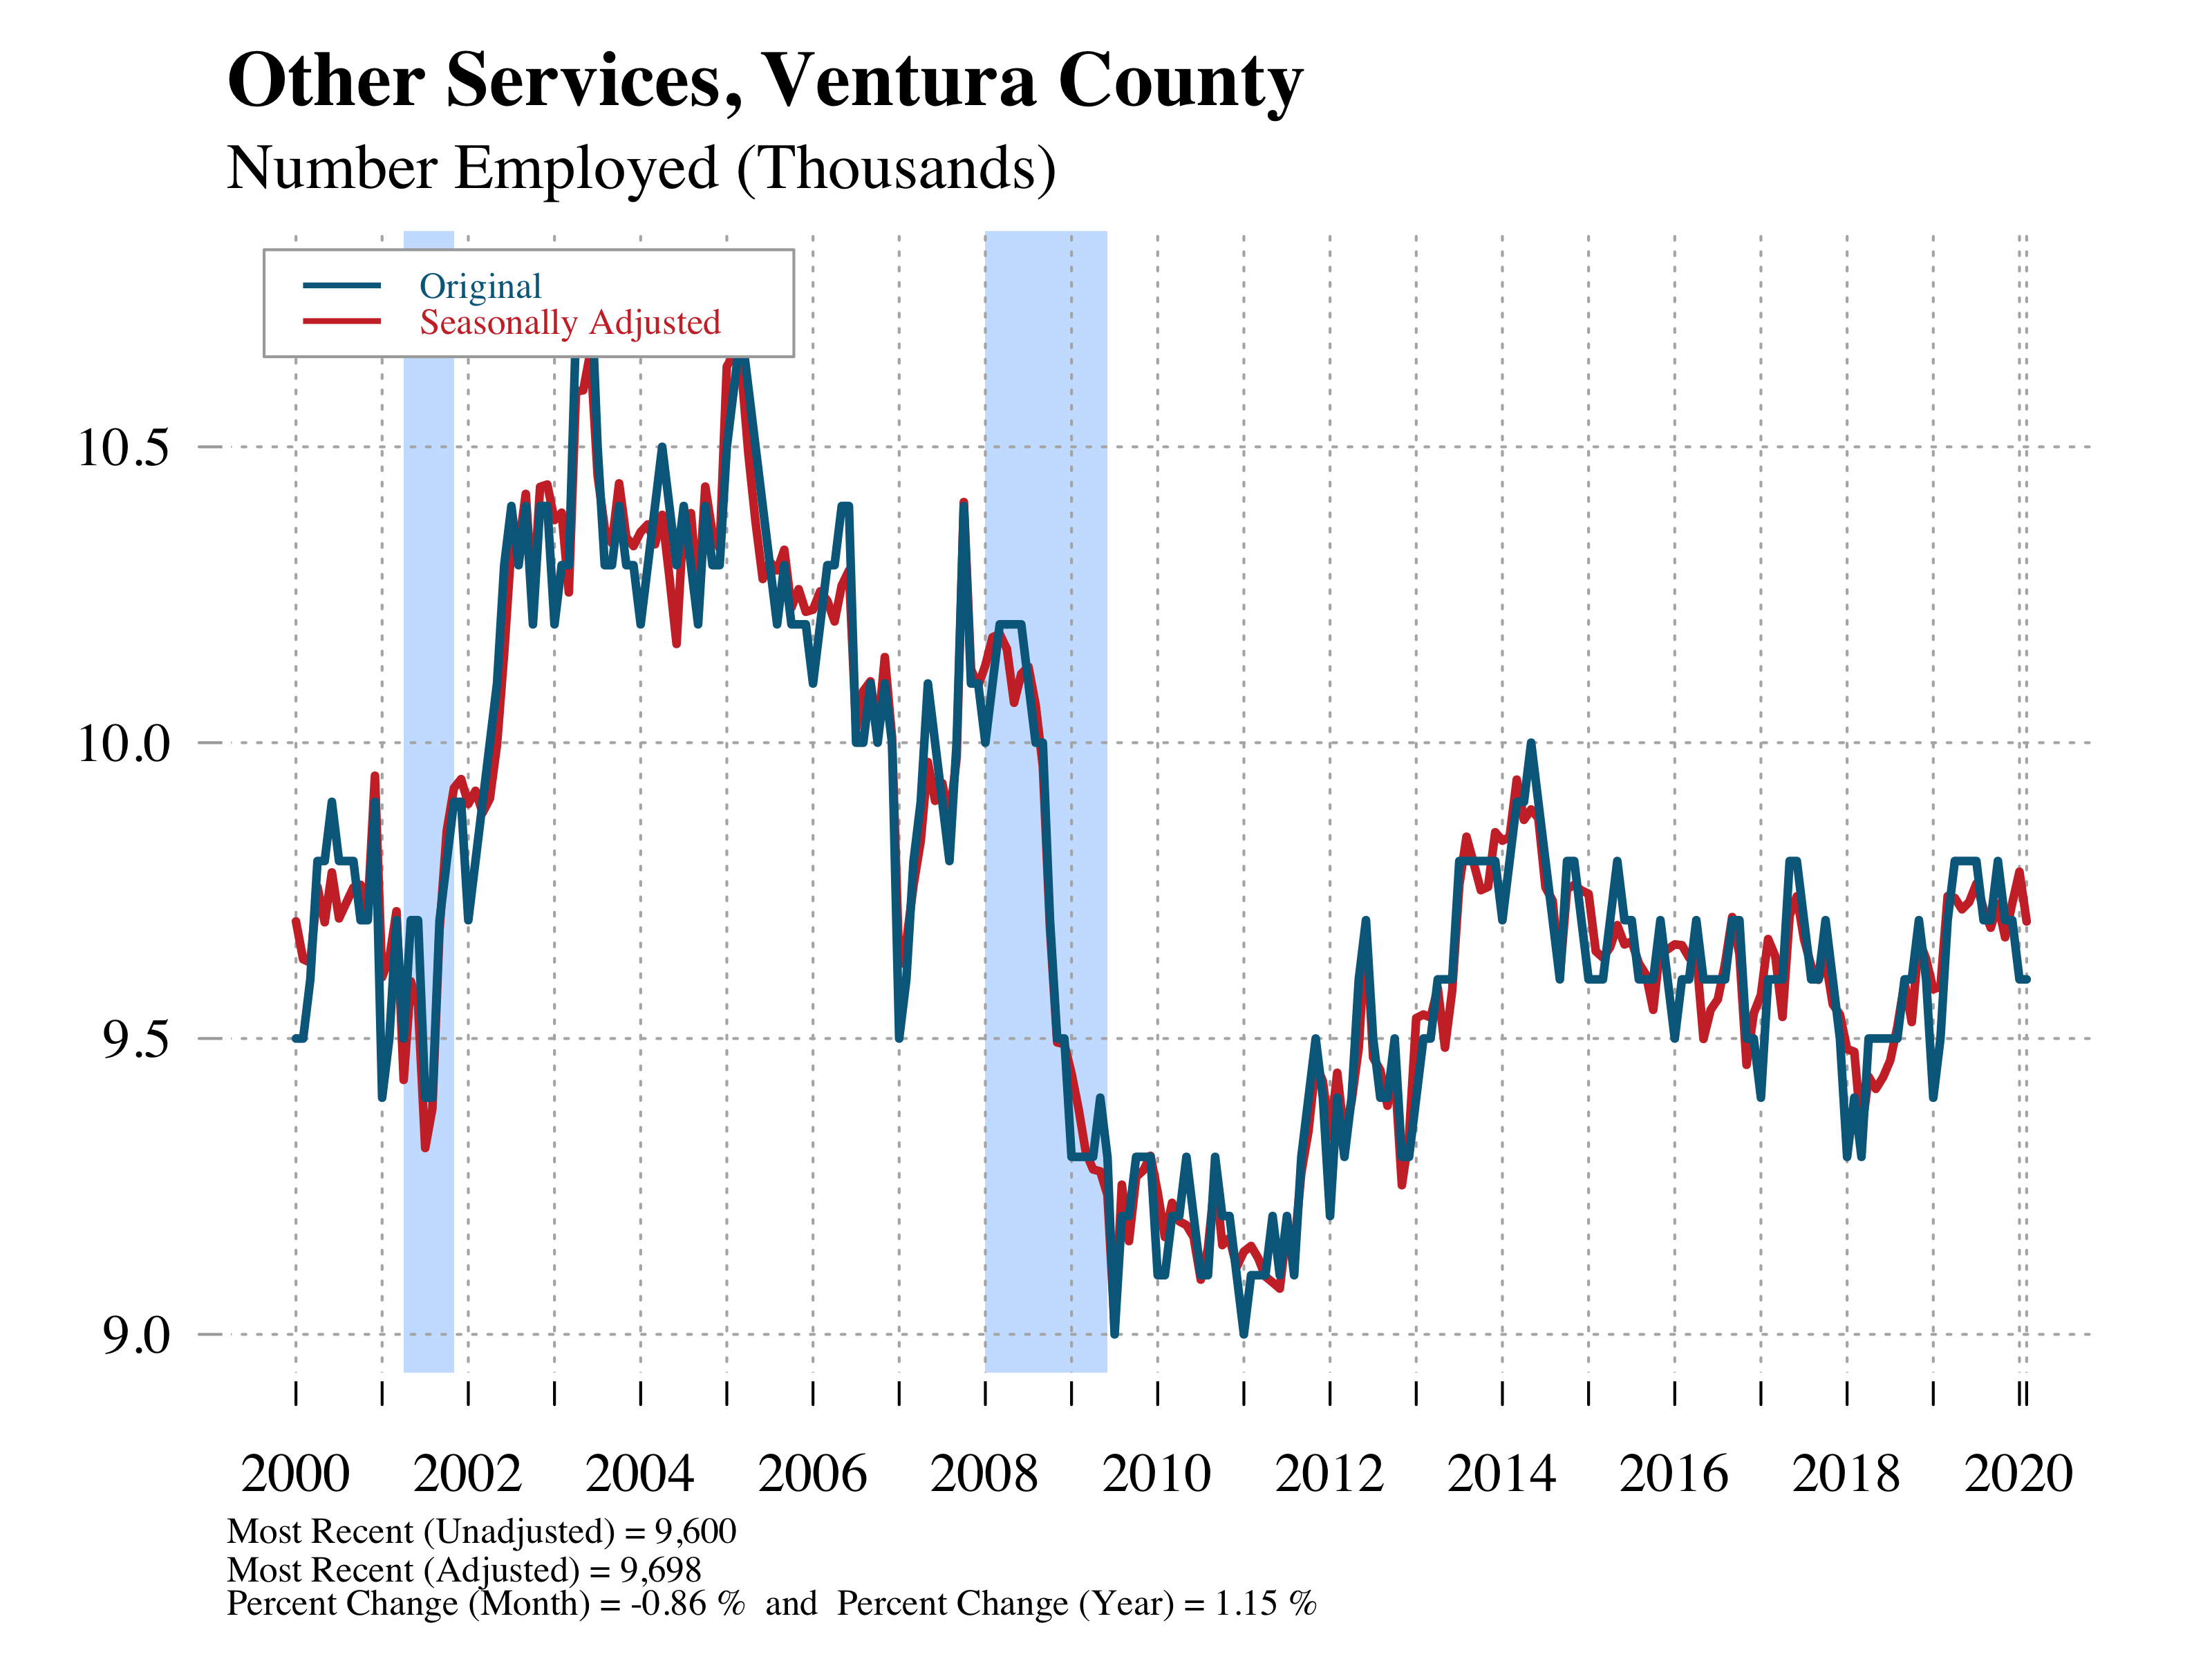 Other Services, Ventura County
Number Employed (Thousands)
Original
Seasonally Adjusted
10.5
10.0
9.5
9.0
2000 2002 2004 2006 2008 2010 2012 2014 2016 2018 2020
Most Recent (Unadjusted) = 9,600
Most Recent (Adjusted) = 9,698
Percent Change (Month) = -0.86 % and Percent Change (Year) = 1.15 %